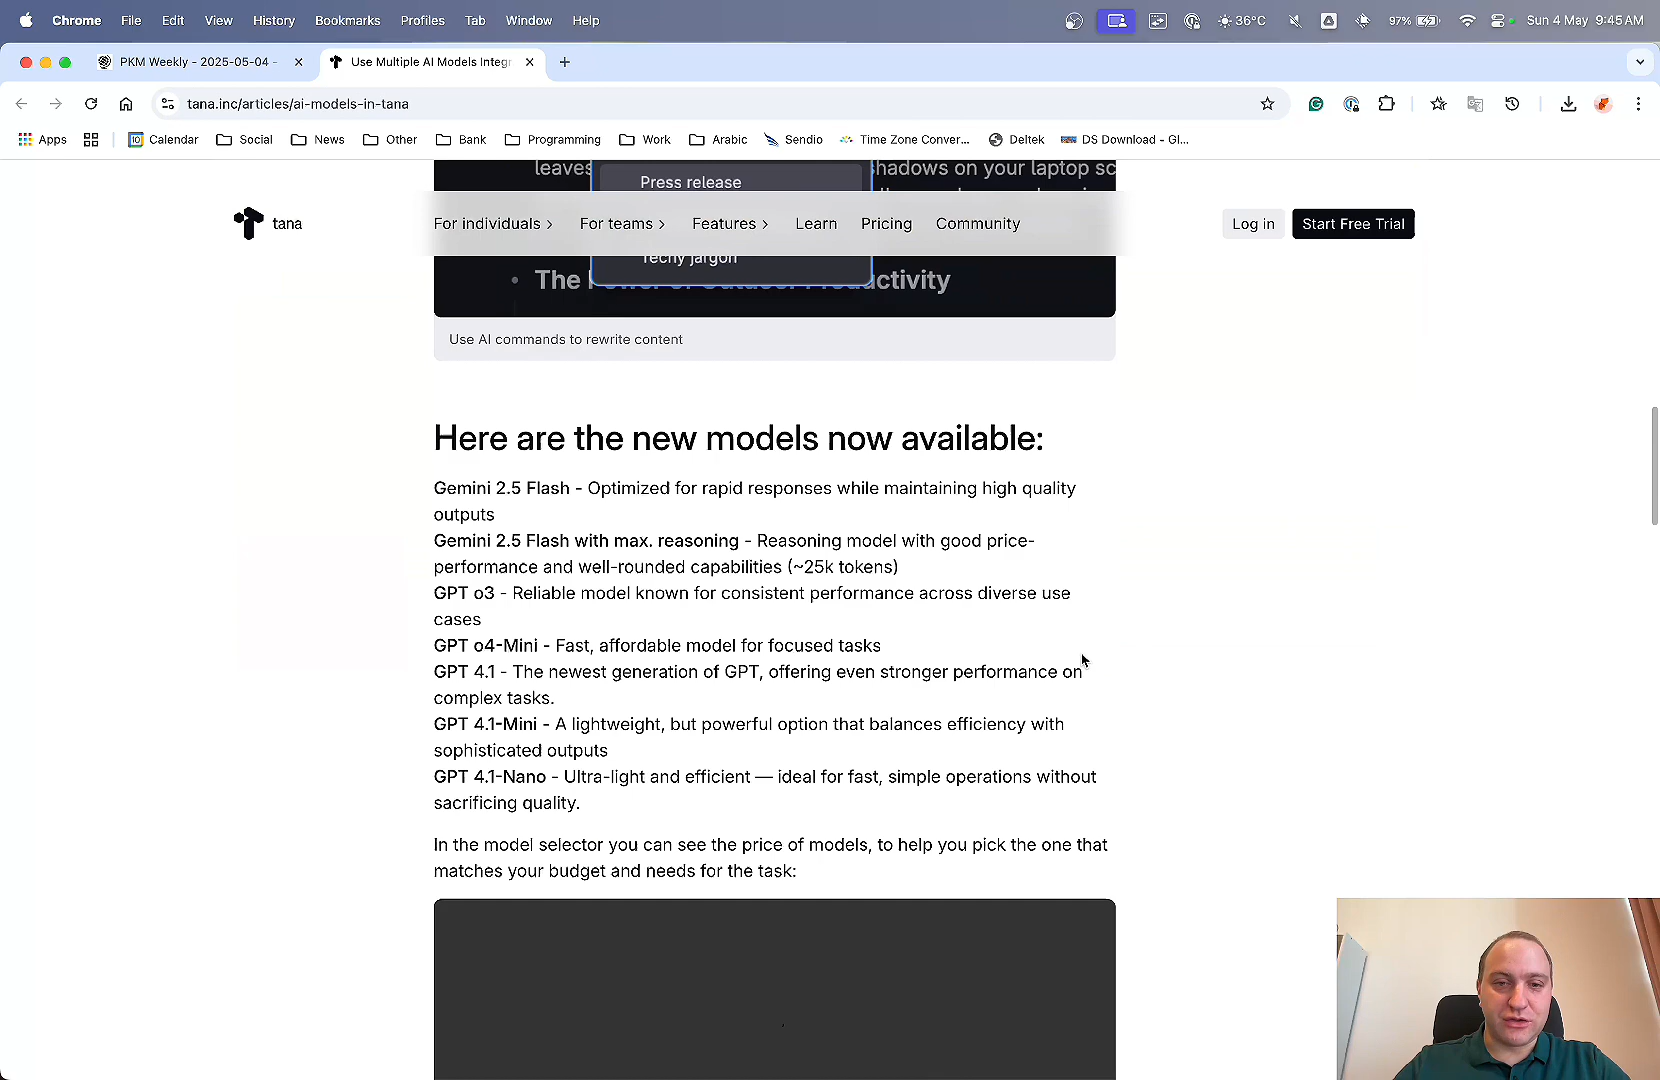 Chrome File Edit View History Bookmarks Profiles Tab Window Help 36°C 97% Sun 4 May 9:45 AM
PKM Weekly - 2025-05-04 - Use Multiple AI Models Integr
tana.inc/articles/ai-models-in-tana
Apps Calendar Social News Other Bank Programming Work Arabic Sendio Time Zone Conver... Deltek DS Download - Gl...
leaves shadows on your laptop sc
Press release
tana For individuals For teams Features Learn Pricing Community Log in Start Free Trial
Techy jargon
The Power of Outdoor Productivity
Use AI commands to rewrite content
Here are the new models now available:
Gemini 2.5 Flash - Optimized for rapid responses while maintaining high quality
outputs
Gemini 2.5 Flash with max. reasoning - Reasoning model with good price-
performance and well-rounded capabilities (~25k tokens)
GPT o3 - Reliable model known for consistent performance across diverse use
cases
GPT o4-Mini - Fast, affordable model for focused tasks
GPT 4.1 - The newest generation of GPT, offering even stronger performance on
complex tasks.
GPT 4.1-Mini - A lightweight, but powerful option that balances efficiency with
sophisticated outputs
GPT 4.1-Nano - Ultra-light and efficient — ideal for fast, simple operations without
sacrificing quality.
In the model selector you can see the price of models, to help you pick the one that
matches your budget and needs for the task: